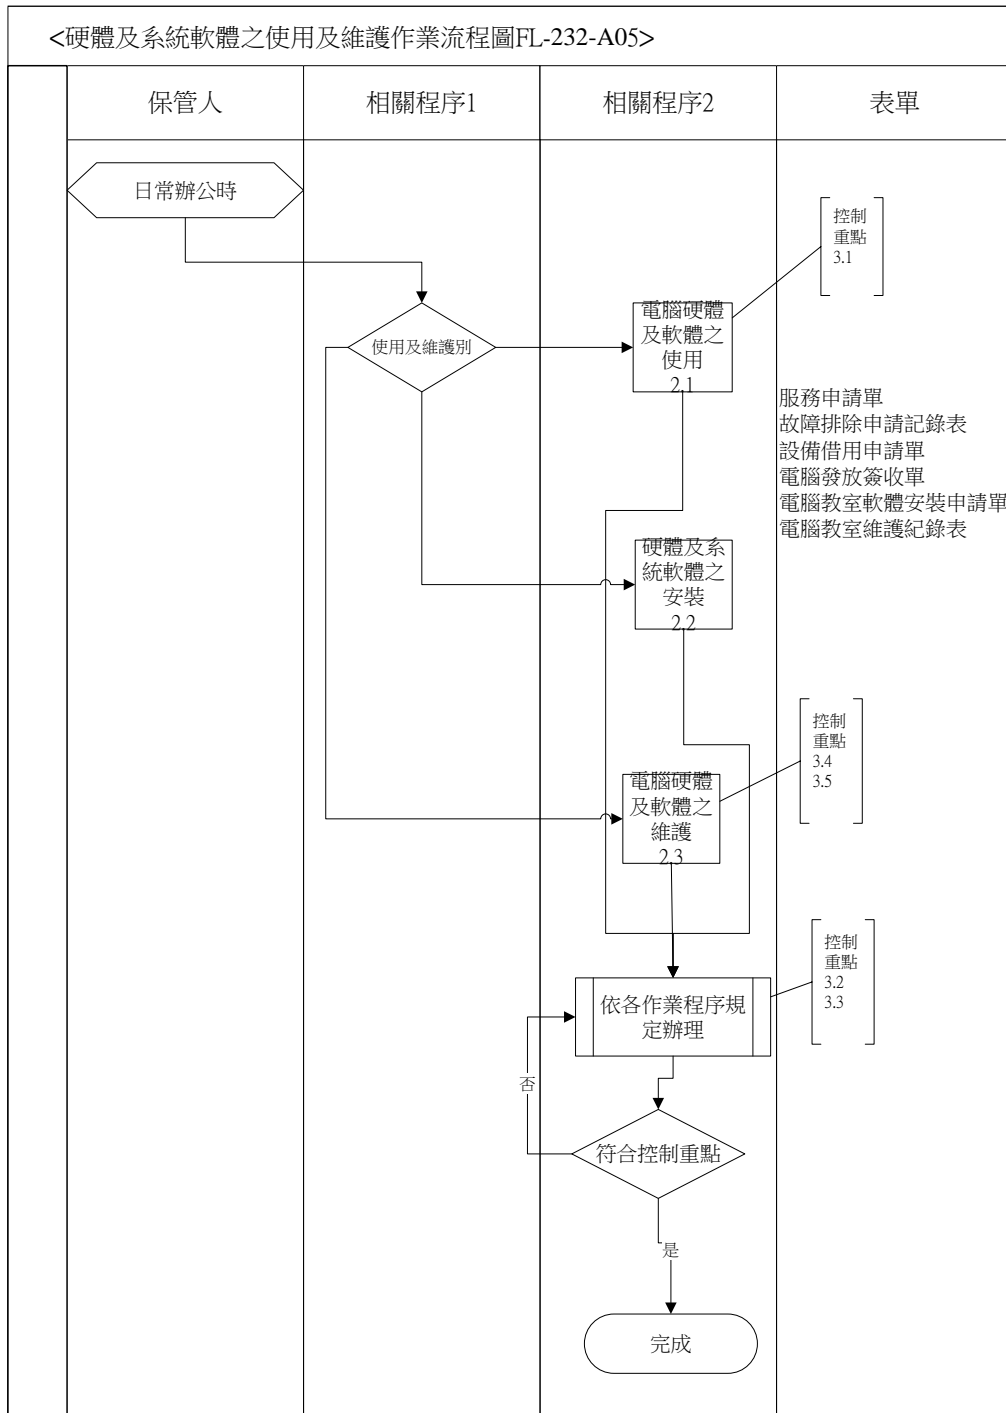 <硬體及系統軟體之使用及維護作業流程圖FL-232-A05>
保管人
相關程序1
相關程序2
表單
日常辦公時
控制
重點
3.1
使用及維護別
電腦硬體
及軟體之
使用
2.1
服務申請單
故障排除申請記錄表
設備借用申請單
電腦發放簽收單
電腦教室軟體安裝申請單
電腦教室維護紀錄表
硬體及系
統軟體之
安裝
2.2
控制
重點
3.4
3.5
電腦硬體
及軟體之
維護
2.3
控制
重點
3.2
3.3
依各作業程序規
定辦理
否
符合控制重點
是
完成